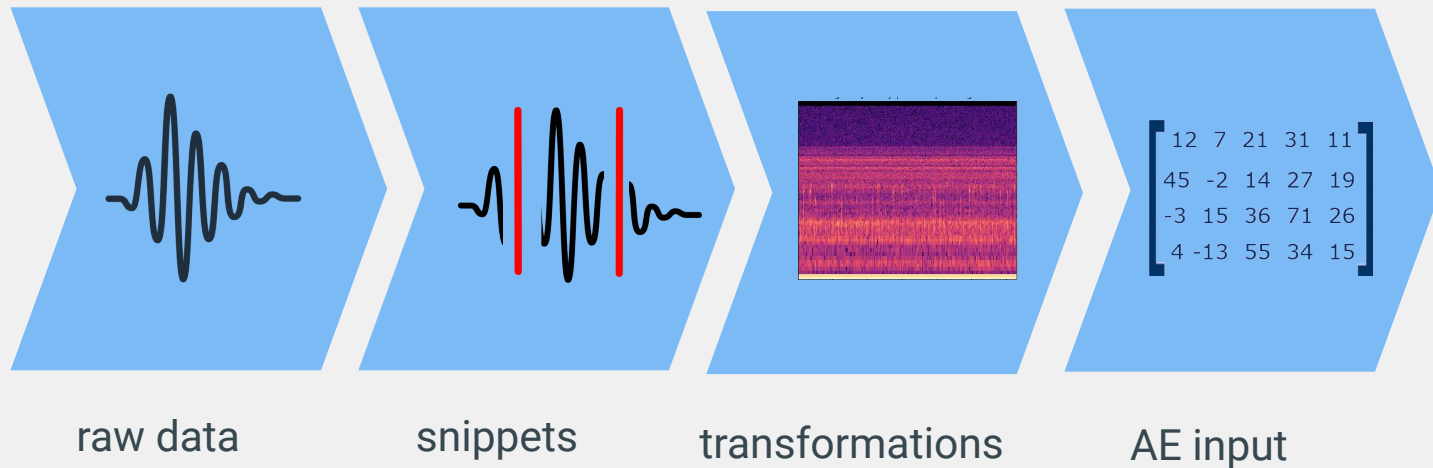 12 7 21 31 11
45 -2 14 27 19
-3 15 36 71 26
4 -13 55 34 15
raw data
snippets
transformations
AE input